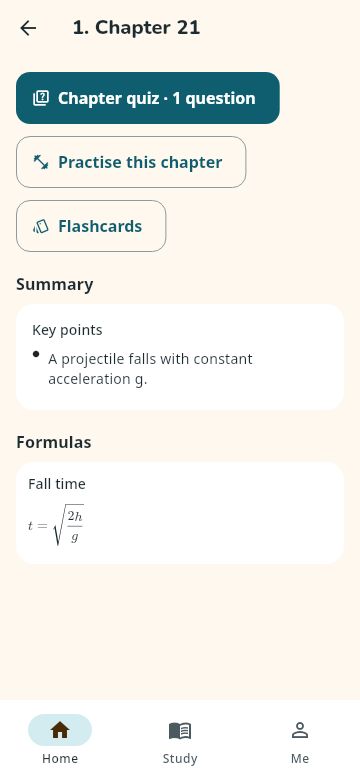 1. Chapter 21
Chapter quiz · 1 question
Practise this chapter
Flashcards
Summary
Key points
• A projectile falls with constant
acceleration g.
Formulas
Fall time
t = √(2h/g)
Home Study Me